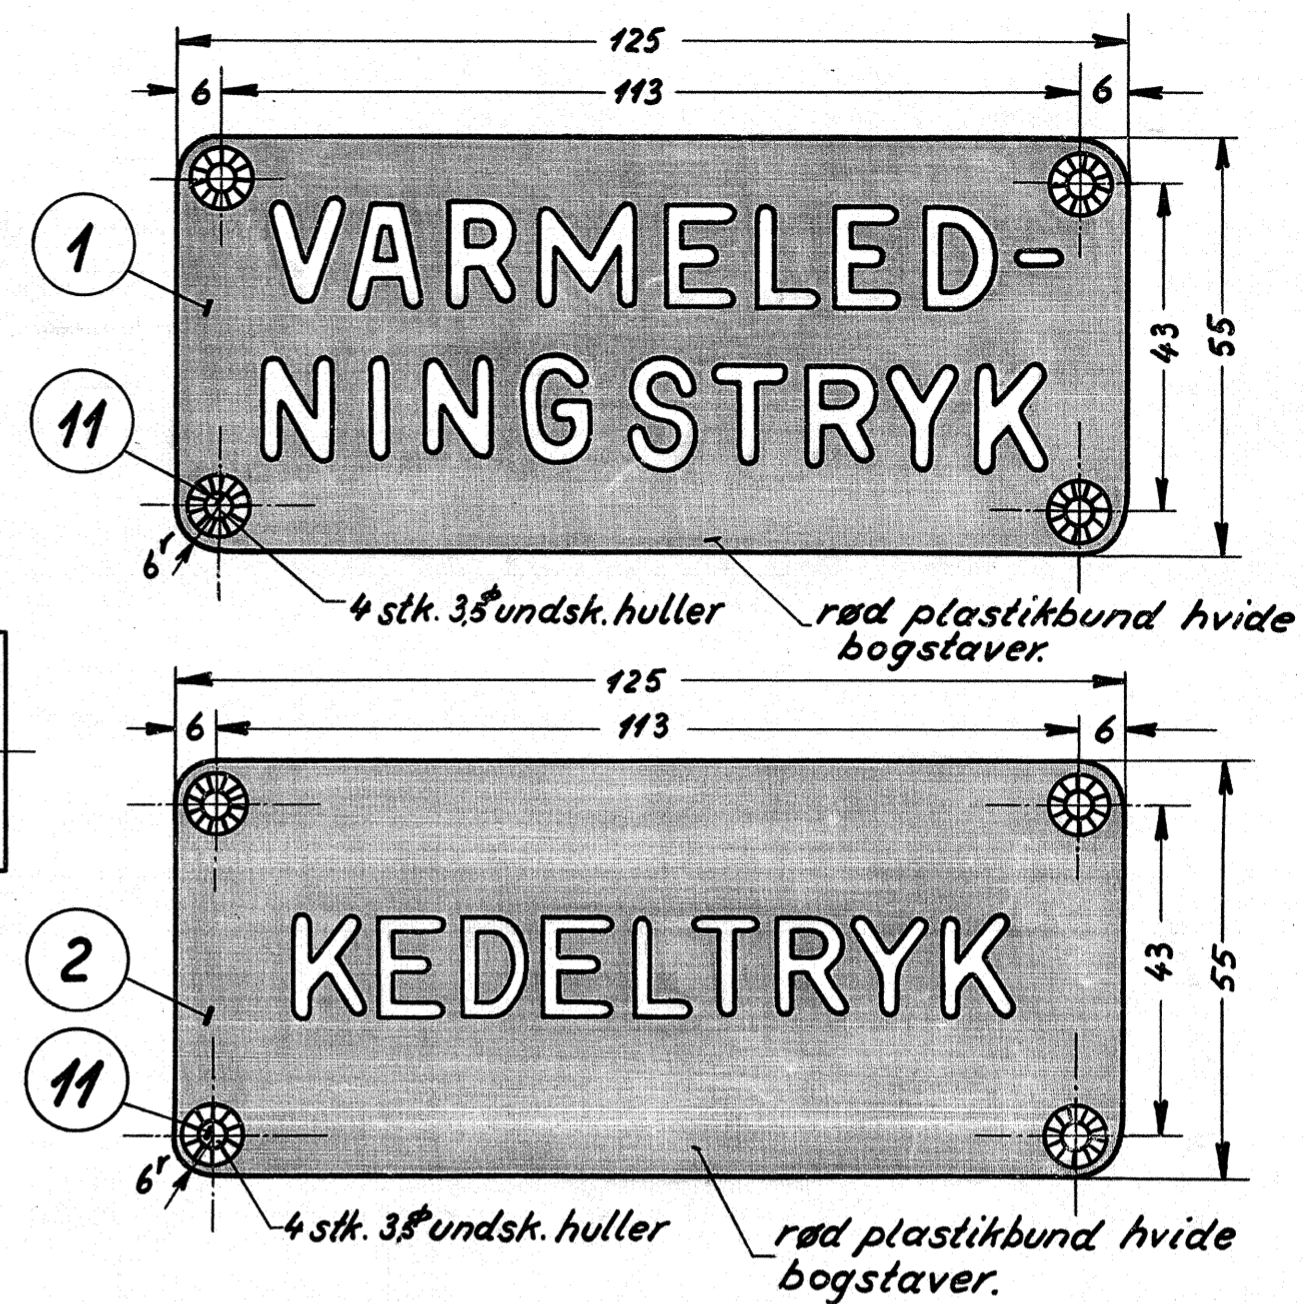 125
6 113 6
1
VARMELED-
NINGSTRYK
43
55
11
6r
4 stk. 3,5ø undsk. huller
rød plastikbund hvide
bogstaver.
125
6 113 6
KEDELTRYK
43
55
2
11
6r
4 stk. 3,5ø undsk. huller
rød plastikbund hvide
bogstaver.